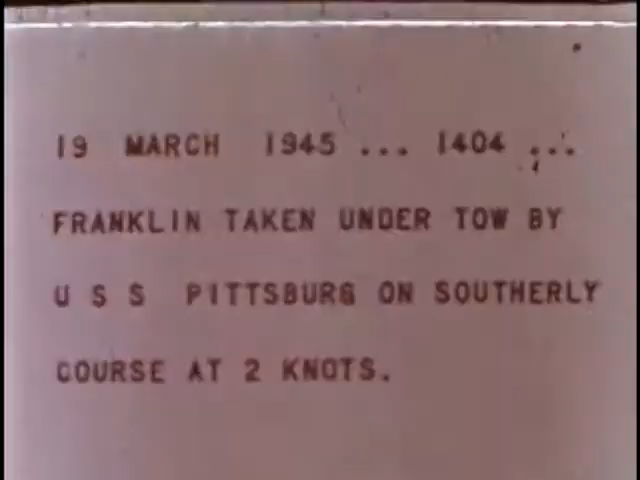 19 MARCH 1945 ... 1404 ...
FRANKLIN TAKEN UNDER TOW BY
U S S PITTSBURG ON SOUTHERLY
COURSE AT 2 KNOTS.